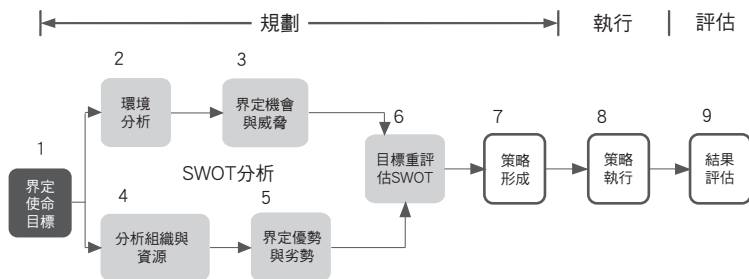 規劃
執行
評估
1
界定
使命
目標
2
環境
分析
3
界定機會
與威脅
SWOT分析
4
分析組織與
資源
5
界定優勢
與劣勢
6
目標重評
估SWOT
7
策略
形成
8
策略
執行
9
結果
評估